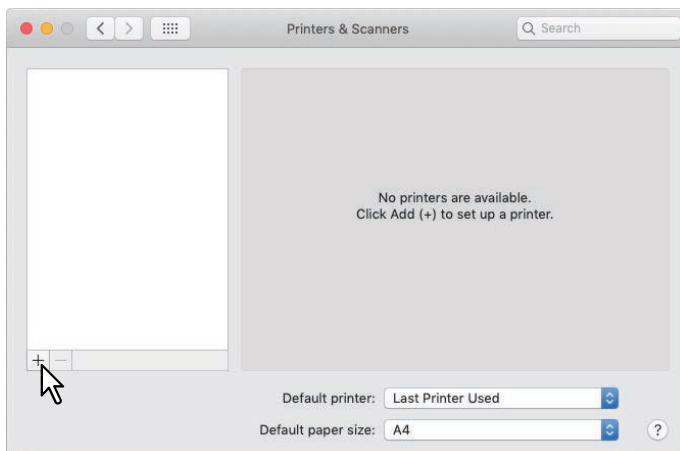 Printers & Scanners
Search
No printers are available.
Click Add (+) to set up a printer.
+ −
Default printer: Last Printer Used
Default paper size: A4
?